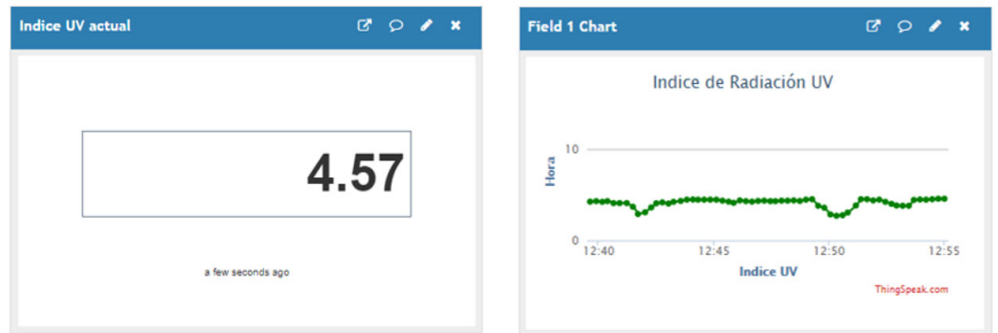 Indice UV actual
4.57
a few seconds ago
Field 1 Chart
Indice de Radiación UV
Hora
10
0
12:40 12:45 12:50 12:55
Indice UV
ThingSpeak.com